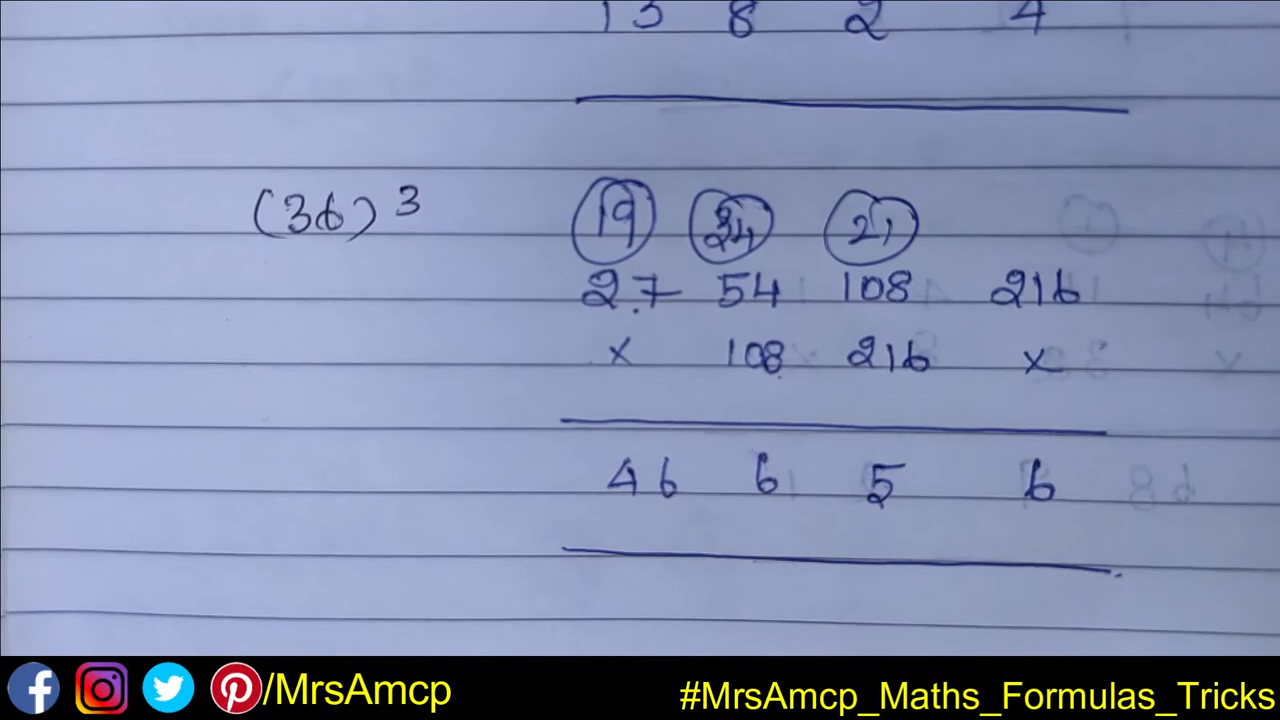 13 8 2 4
(36)³ 19 34 21
27 54 108 216
x 108 216 x
46 6 5 6
/MrsAmcp #MrsAmcp_Maths_Formulas_Tricks